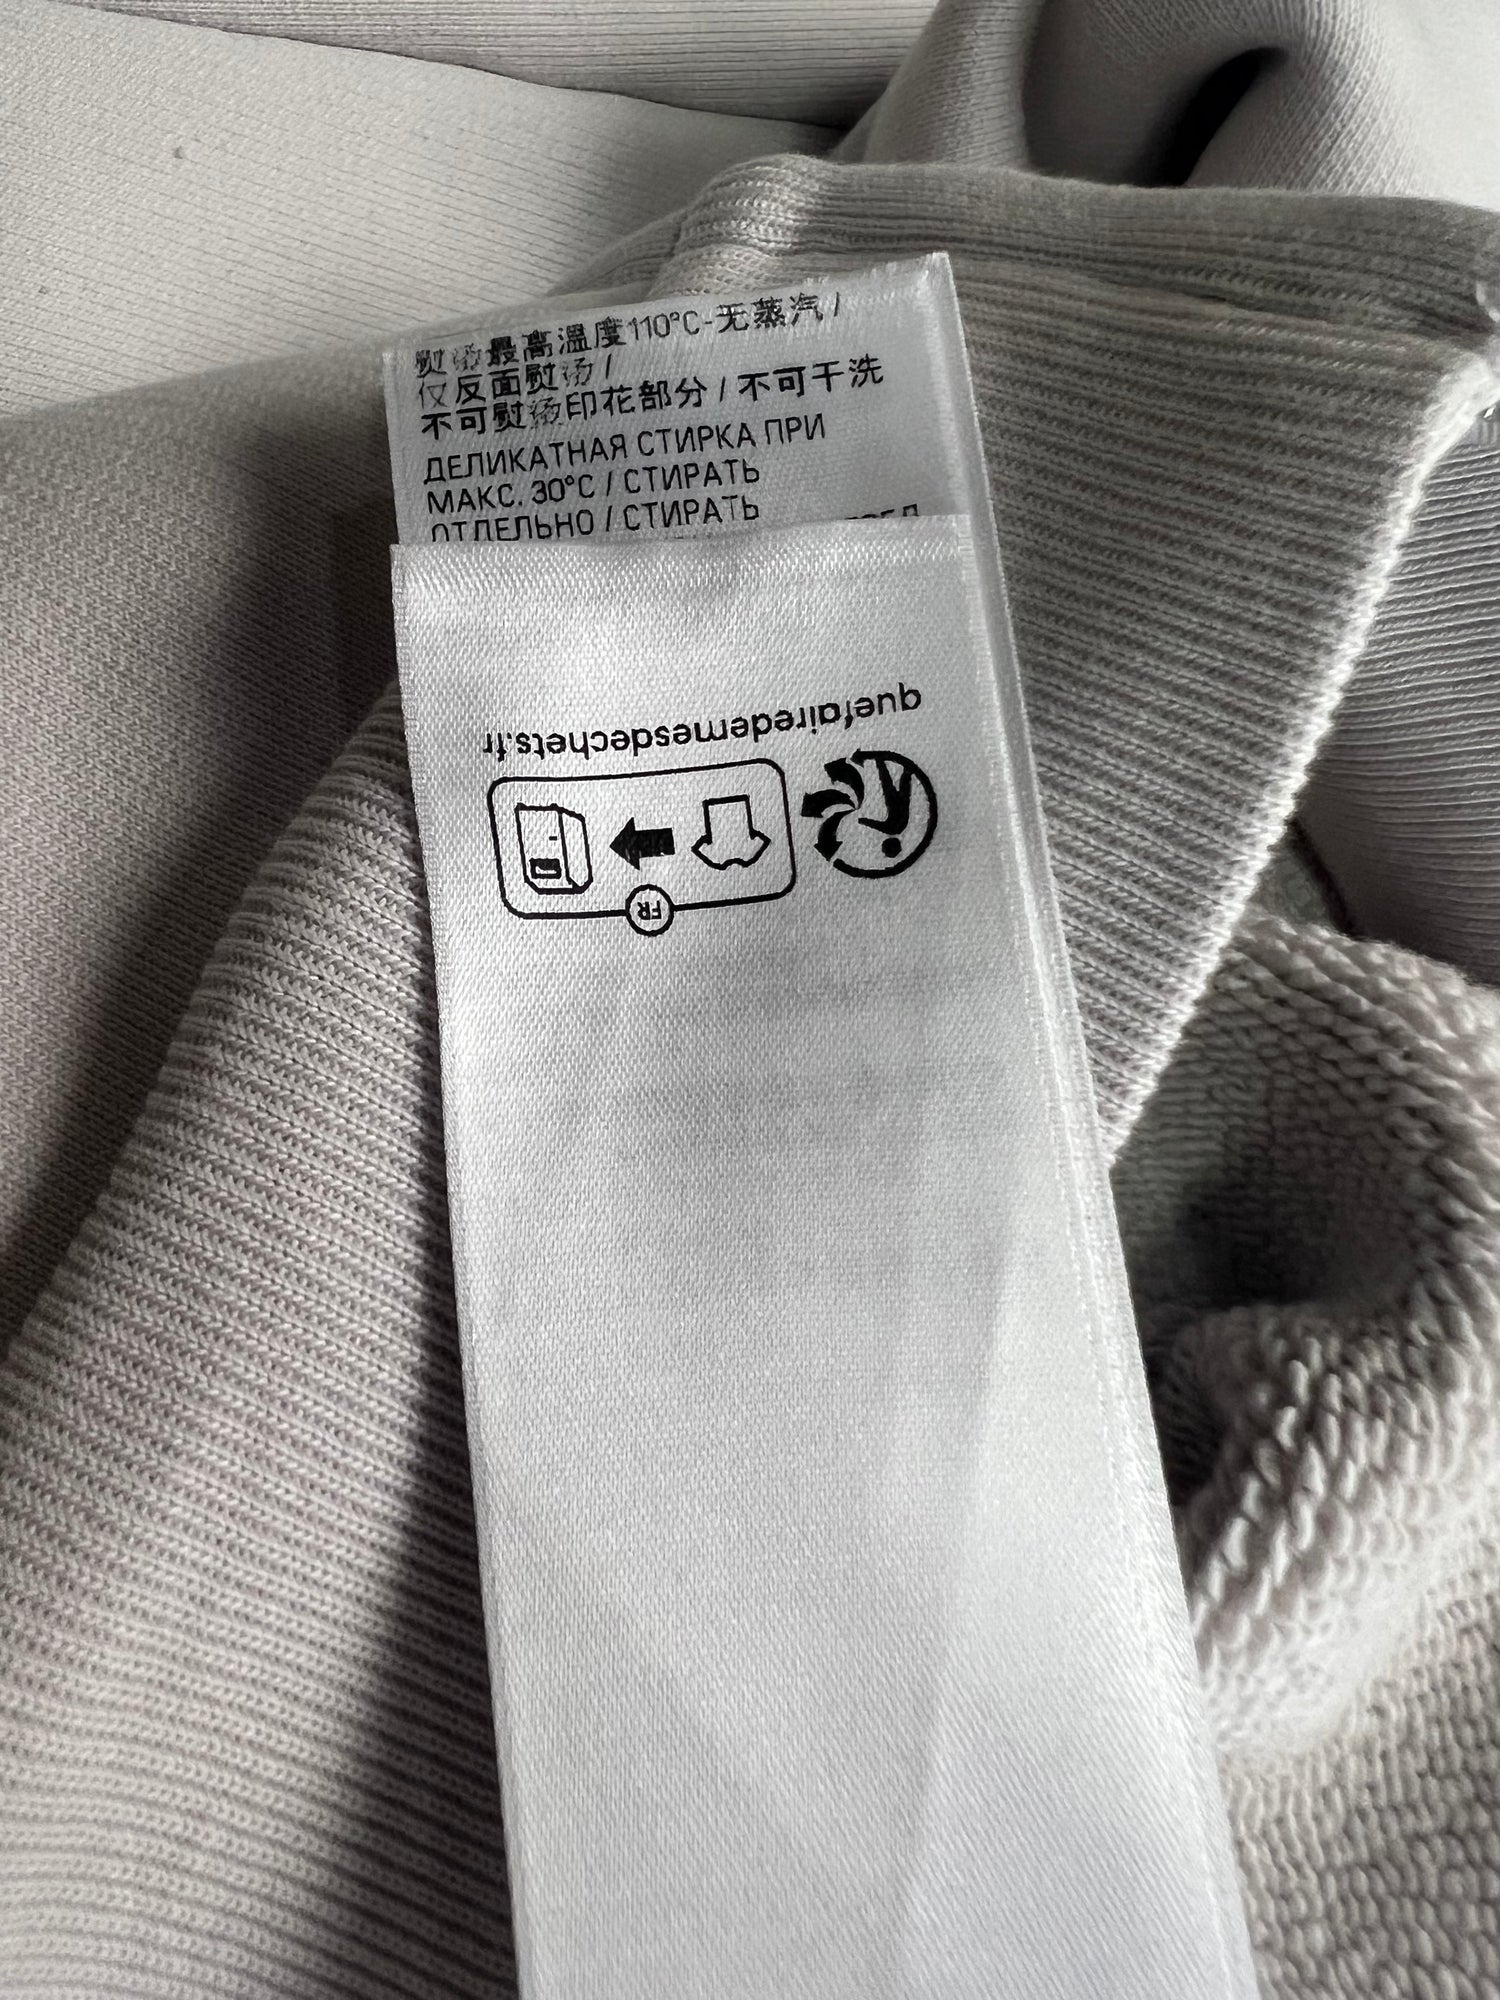 熨烫最高温度110°C-无蒸汽 /
仅反面熨烫 /
不可熨烫印花部分 / 不可干洗
ДЕЛИКАТНАЯ СТИРКА ПРИ
МАКС. 30°C / СТИРАТЬ
ОТДЕЛЬНО / СТИРАТЬ
quefairedemesdechets.fr
FR